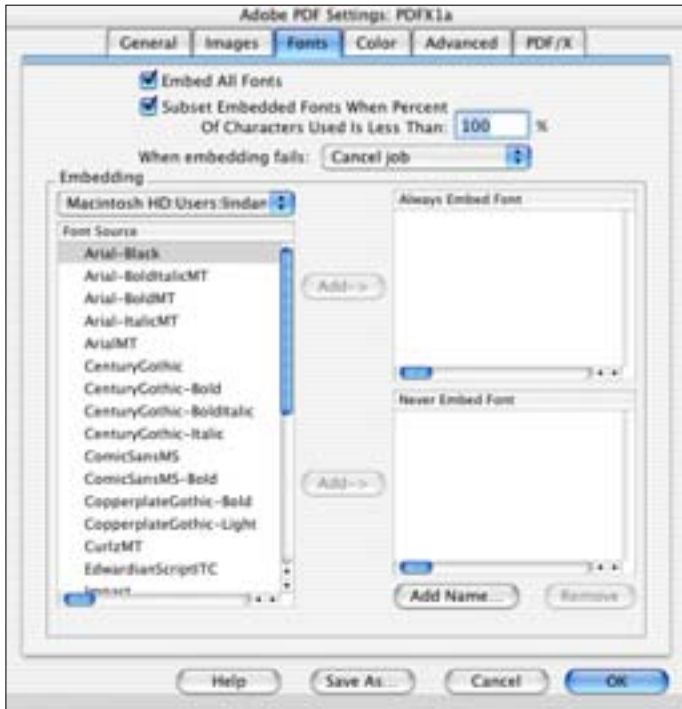 Adobe PDF Settings: PDFX1a
General Images Fonts Color Advanced PDF/X
Embed All Fonts
Subset Embedded Fonts When Percent
Of Characters Used Is Less Than: 100 %
When embedding fails: Cancel job
Embedding
Macintosh HD:Users:lindan
Font Source
Arial-Black
Arial-BoldItalicMT
Arial-BoldMT
Arial-ItalicMT
ArialMT
CenturyGothic
CenturyGothic-Bold
CenturyGothic-BoldItalic
CenturyGothic-Italic
ComicSansMS
ComicSansMS-Bold
CopperplateGothic-Bold
CopperplateGothic-Light
CurlzMT
EdwardianScriptITC
Impact
Add->
Add->
Always Embed Font
Never Embed Font
Add Name... Remove
Help Save As... Cancel OK